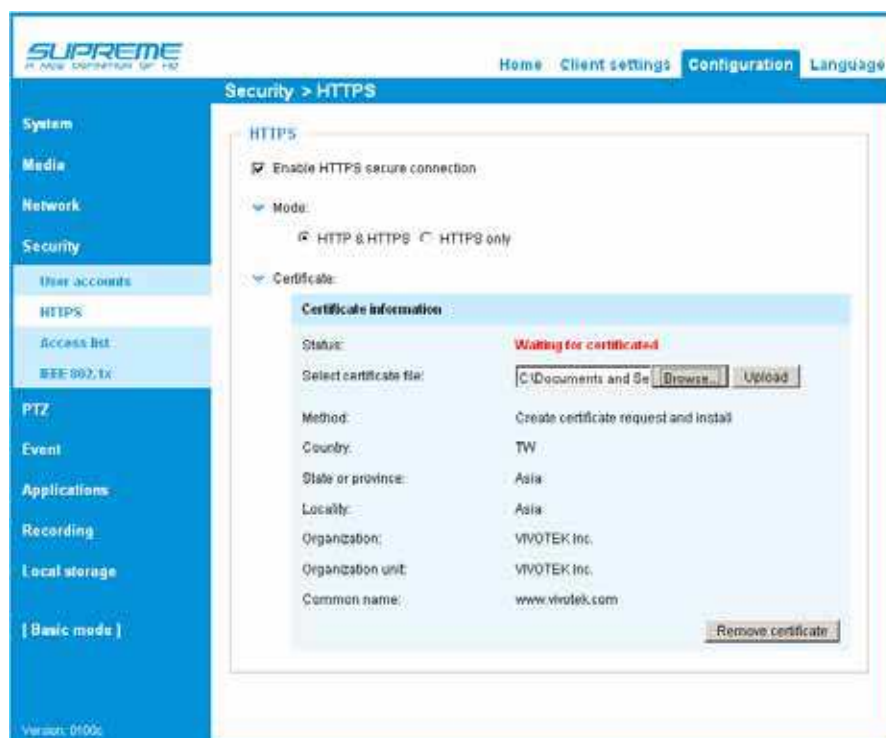 SUPREME
A NEW DEFINITION OF HD
Home Client settings Configuration Language
Security > HTTPS
System
Media
Network
Security
User accounts
HTTPS
Access list
IEEE 802.1x
PTZ
Event
Applications
Recording
Local storage
[ Basic mode ]
Version: 0100c
HTTPS
Enable HTTPS secure connection
Mode:
HTTP & HTTPS HTTPS only
Certificate:
Certificate information
Status: Waiting for certificated
Select certificate file: C:\Documents and Se Browse... Upload
Method: Create certificate request and install
Country: TW
State or province: Asia
Locality: Asia
Organization: VIVOTEK Inc.
Organization unit: VIVOTEK Inc.
Common name: www.vivotek.com
Remove certificate